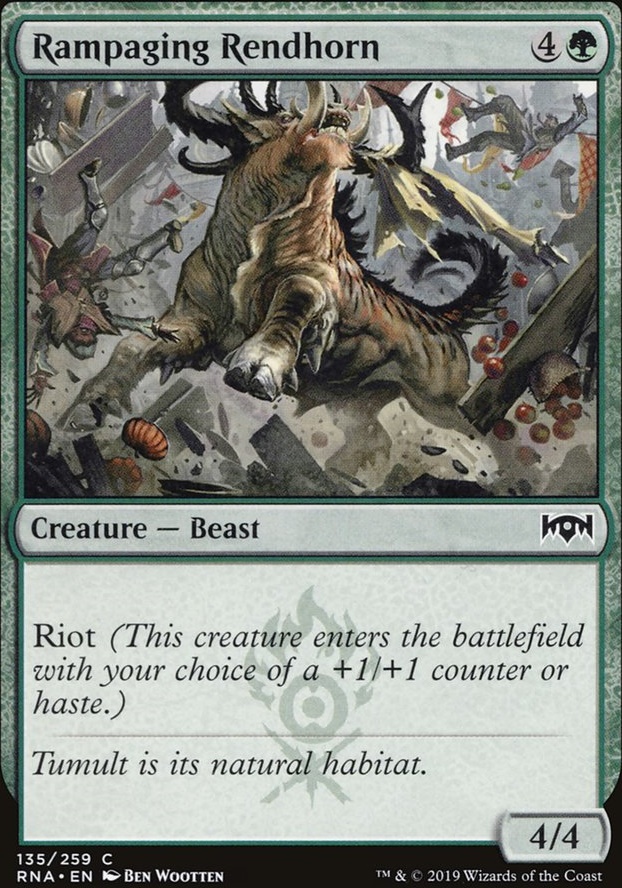 Rampaging Rendhorn 4
Creature — Beast
Riot (This creature enters the battlefield
with your choice of a +1/+1 counter or
haste.)
Tumult is its natural habitat.
4/4
135/259 C
RNA • EN Ben Wootten
™ & © 2019 Wizards of the Coast